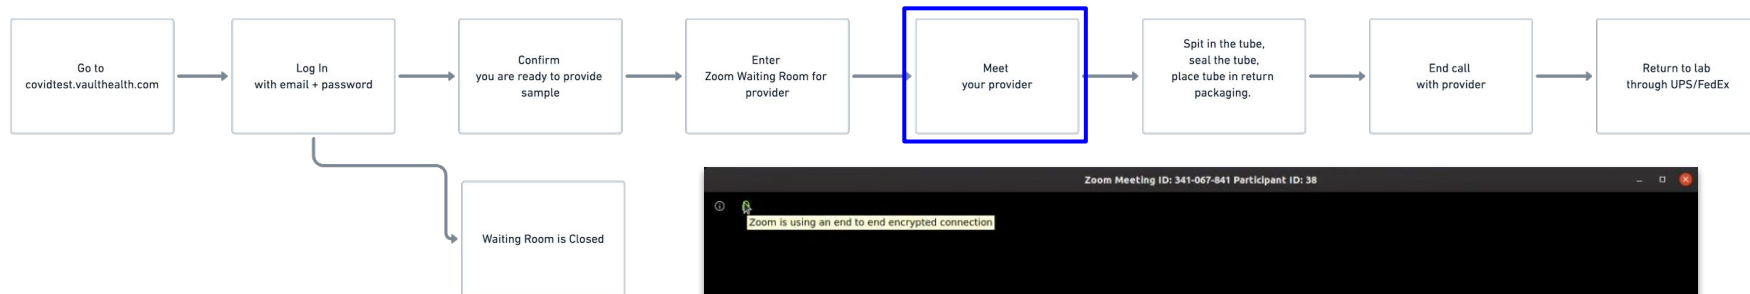 Go to
covidtest.vaulthealth.com
Log In
with email + password
Confirm
you are ready to provide
sample
Enter
Zoom Waiting Room for
provider
Meet
your provider
Spit in the tube,
seal the tube,
place tube in return
packaging.
End call
with provider
Return to lab
through UPS/FedEx
Waiting Room is Closed
Zoom Meeting ID: 341-067-841 Participant ID: 38
Zoom is using an end to end encrypted connection